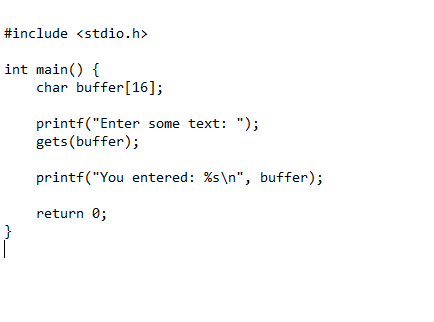 #include <stdio.h>

int main() {
    char buffer[16];

    printf("Enter some text: ");
    gets(buffer);

    printf("You entered: %s\n", buffer);

    return 0;
}